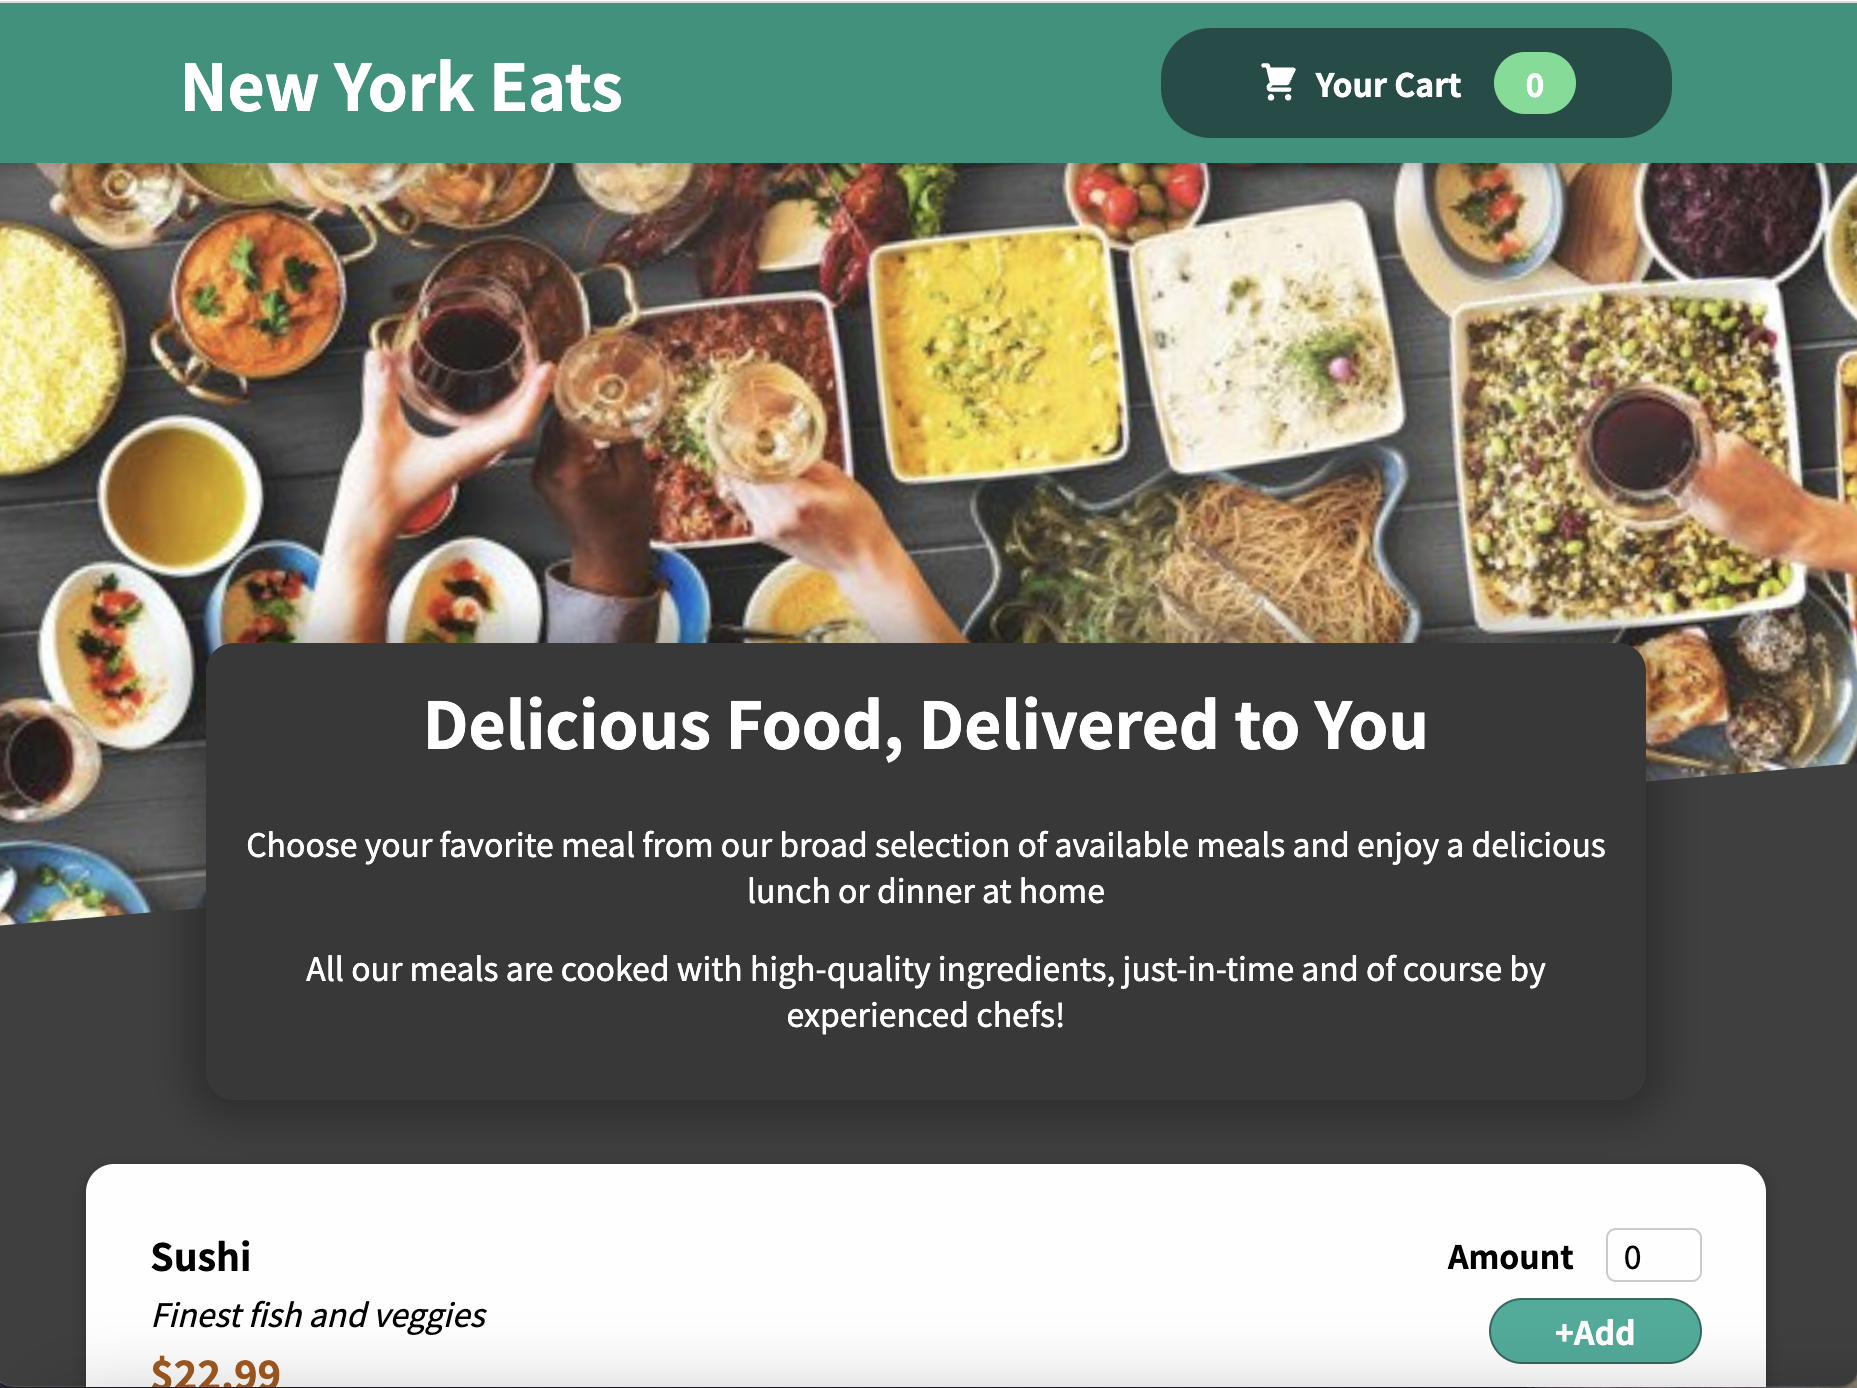 New York Eats
Your Cart 0
Delicious Food, Delivered to You
Choose your favorite meal from our broad selection of available meals and enjoy a delicious
lunch or dinner at home
All our meals are cooked with high-quality ingredients, just-in-time and of course by
experienced chefs!
Sushi
Amount 0
Finest fish and veggies
+Add
$22.99